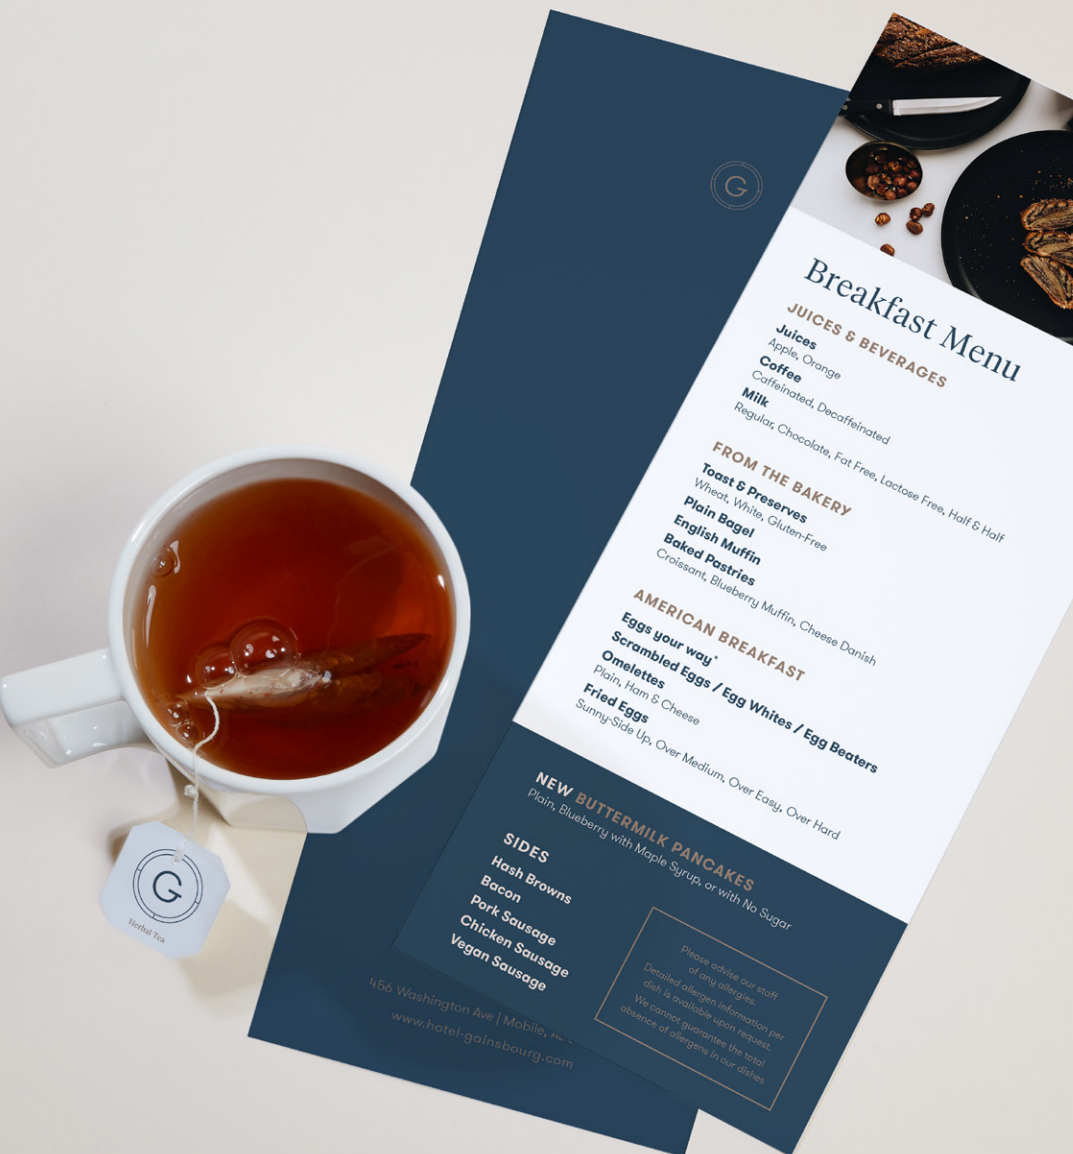 G
Breakfast Menu
JUICES & BEVERAGES
Juices
Apple, Orange
Coffee
Caffeinated, Decaffeinated
Milk
Regular, Chocolate, Fat Free, Lactose Free, Half & Half
FROM THE BAKERY
Toast & Preserves
Wheat, White, Gluten-Free
Plain Bagel
English Muffin
Baked Pastries
Croissant, Blueberry Muffin, Cheese Danish
AMERICAN BREAKFAST
Eggs your way*
Scrambled Eggs / Egg Whites / Egg Beaters
Omelettes
Plain, Ham & Cheese
Fried Eggs
Sunny-Side Up, Over Medium, Over Easy, Over Hard
NEW BUTTERMILK PANCAKES
Plain, Blueberry with Maple Syrup, or with No Sugar
SIDES
Hash Browns
Bacon
Pork Sausage
Chicken Sausage
Vegan Sausage
Please advise our staff
of any allergies.
Detailed allergen information per
dish is available upon request.
We cannot guarantee the total
absence of allergens in our dishes
G
Herbal Tea
456 Washington Ave | Mobile,
www.hotel-gainsbourg.com